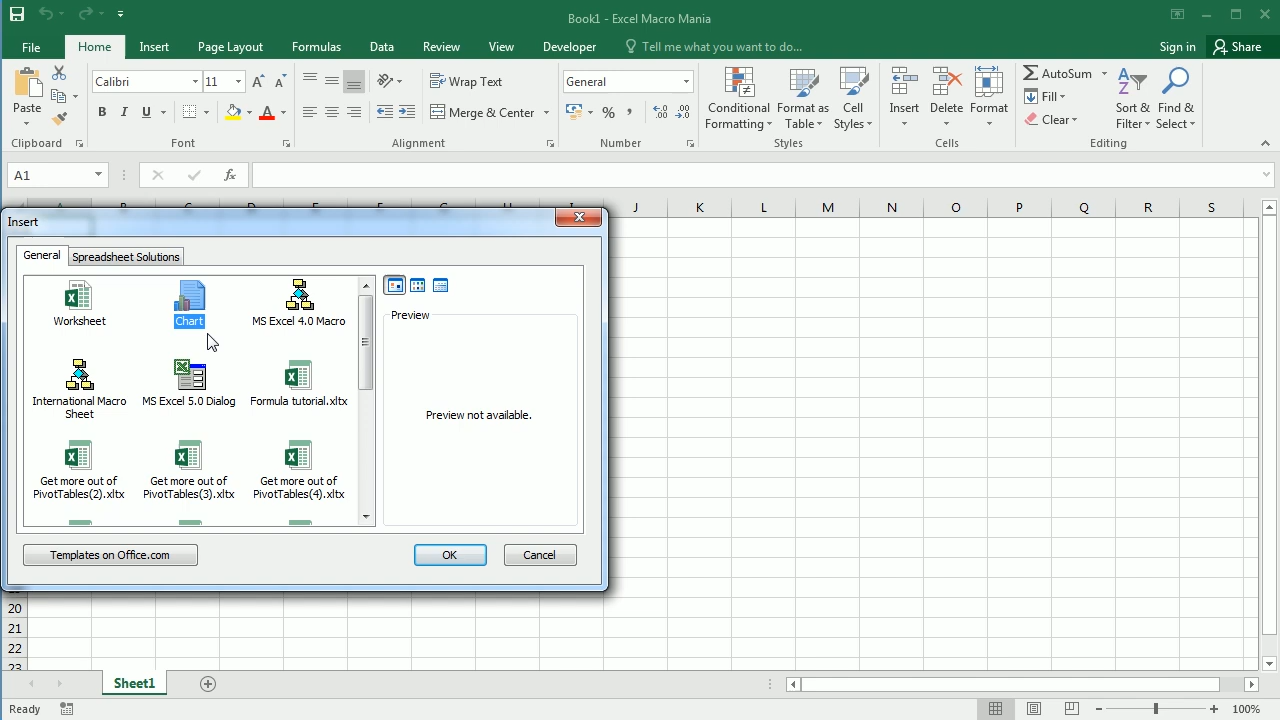 Book1 - Excel Macro Mania
File Home Insert Page Layout Formulas Data Review View Developer Tell me what you want to do... Sign in Share
Paste
Calibri 11
B I U
Wrap Text
Merge & Center
General
%
Conditional Formatting
Format as Table
Cell Styles
Insert
Delete
Format
AutoSum
Fill
Clear
Sort & Filter
Find & Select
Clipboard Font Alignment Number Styles Cells Editing
A1 fx
A B C D E F G H I J K L M N O P Q R S
Insert
General Spreadsheet Solutions
Worksheet
Chart
MS Excel 4.0 Macro
International Macro Sheet
MS Excel 5.0 Dialog
Formula tutorial.xltx
Get more out of PivotTables(2).xltx
Get more out of PivotTables(3).xltx
Get more out of PivotTables(4).xltx
Preview
Preview not available.
Templates on Office.com OK Cancel
20
21
22
23
Sheet1
Ready 100%